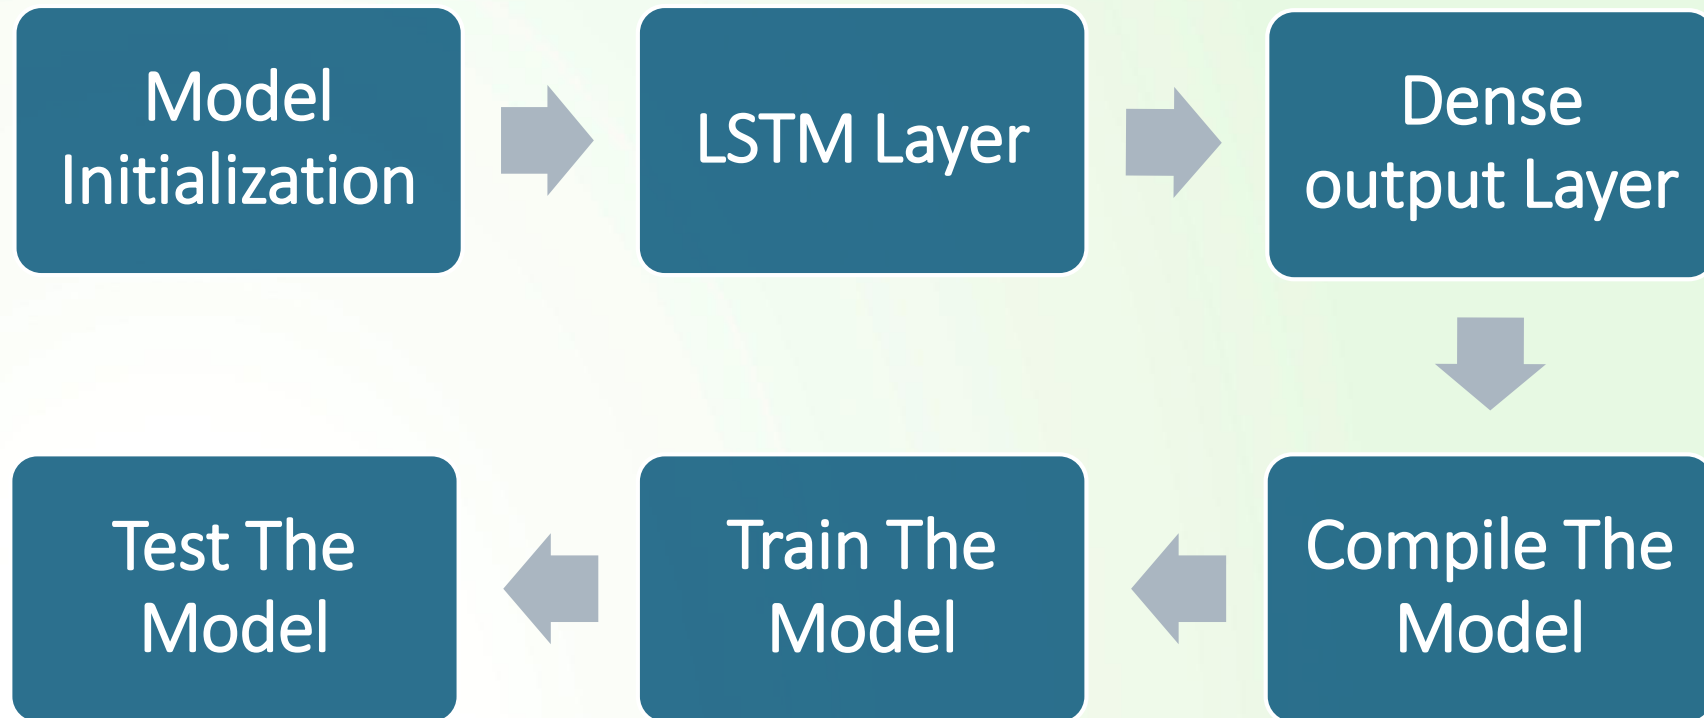 Model
Initialization
LSTM Layer
Dense
output Layer
Compile The
Model
Train The
Model
Test The
Model